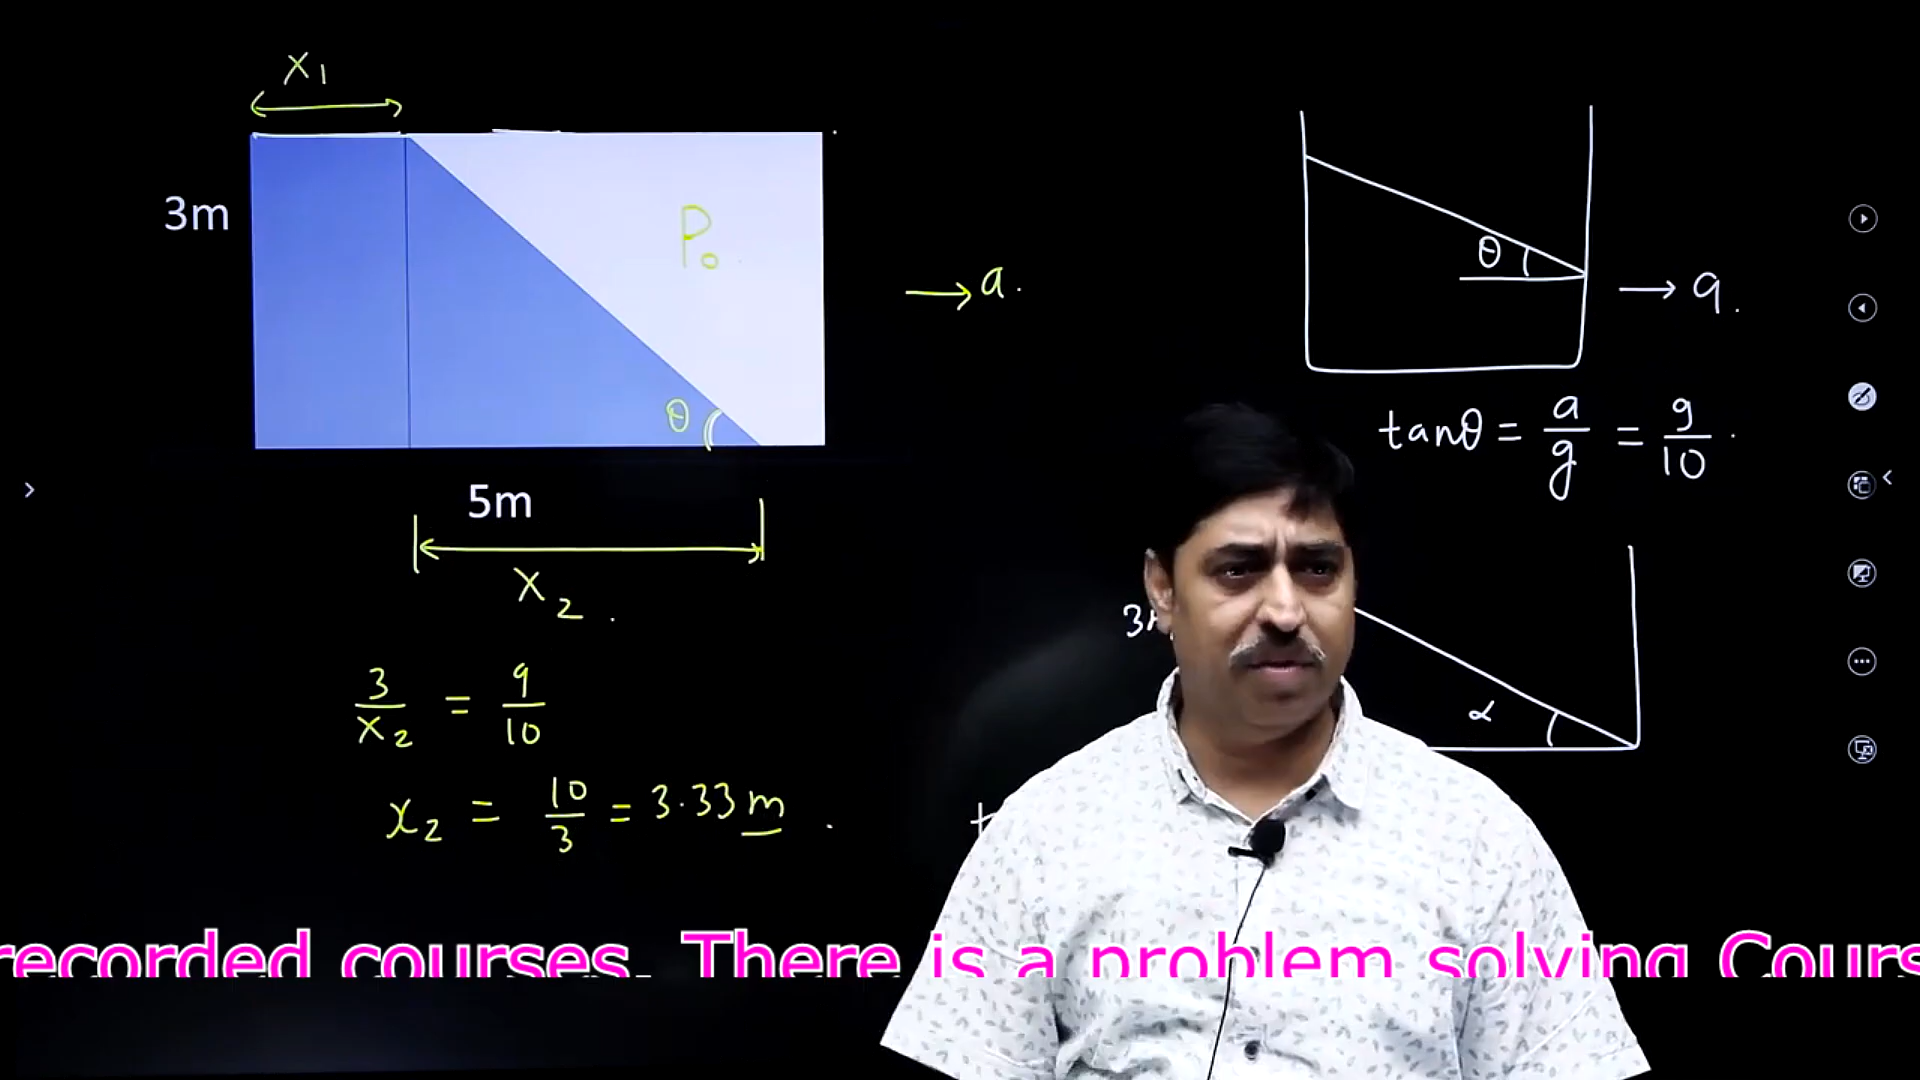 x1
3m
P0
→ a.
5m
x2.
3/x2 = 9/10
x2 = 10/3 = 3.33 m.
θ
θ
→ a.
tanθ = a/g = 9/10.
α
recorded courses. There is a problem solving Cours